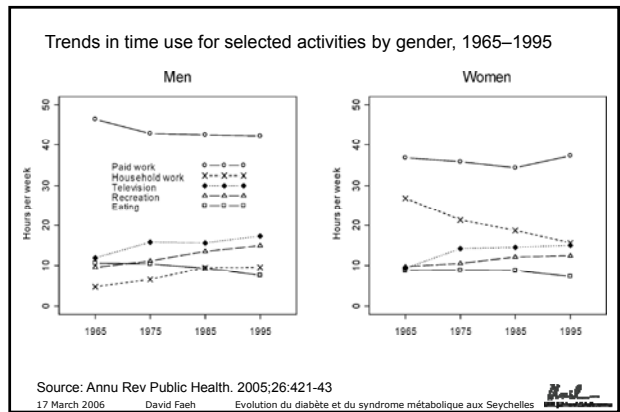 Trends in time use for selected activities by gender, 1965–1995
Men
Hours per week
50
40
30
20
10
0
Paid work
Household work
Television
Recreation
Eating
1965 1975 1985 1995
Women
Hours per week
50
40
30
20
10
0
1965 1975 1985 1995
Source: Annu Rev Public Health. 2005;26:421-43
17 March 2006 David Faeh Evolution du diabète et du syndrome métabolique aux Seychelles